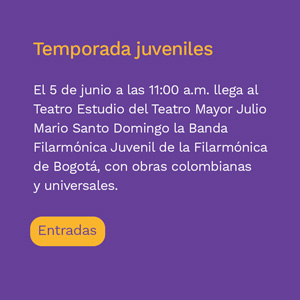 Temporada juveniles
El 5 de junio a las 11:00 a.m. llega al
Teatro Estudio del Teatro Mayor Julio
Mario Santo Domingo la Banda
Filarmónica Juvenil de la Filarmónica
de Bogotá, con obras colombianas
y universales.
Entradas